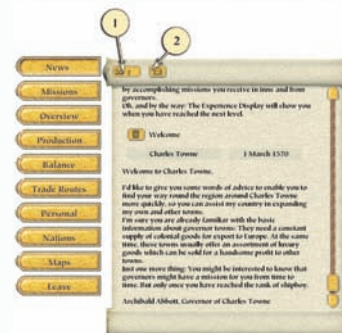 1
2
News
Missions
Overview
Production
Balance
Trade Routes
Personal
Nations
Maps
Leave
by accomplishing missions you receive in inns and from
governors.
Oh, and by the way: The Experience Display will show you
when you have reached the next level.
Welcome
Charles Towne 1 March 1570
Welcome to Charles Towne.
I'd like to give you some words of advice to enable you to
find your way round the region around Charles Towne
more quickly, so you can assist my country in expanding
my own and other towns.
I'm sure you are already familiar with the basic
information about governor towns: They need a constant
supply of colonial goods for export to Europe. At the same
time, these towns usually offer an assortment of luxury
goods which can be sold for a handsome profit to other
towns.
Just one more thing: You might be interested to know that
governors might have a mission for you from time to
time. But only once you have reached the rank of shipboy.
Archibald Abbott, Governor of Charles Towne